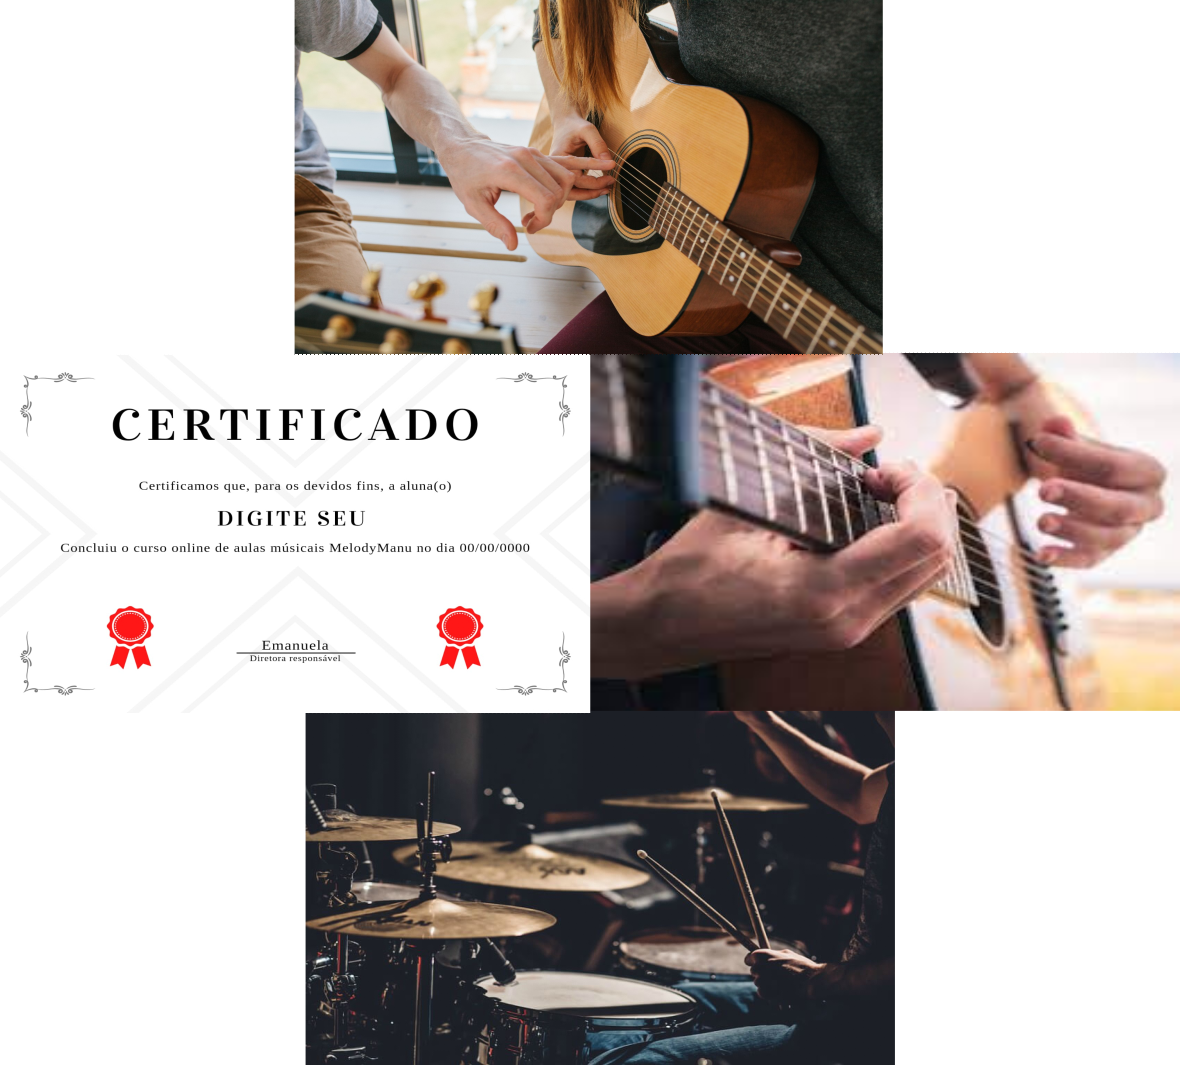 CERTIFICADO
Certificamos que, para os devidos fins, a aluna(o)
DIGITE SEU
Concluiu o curso online de aulas músicais MelodyManu no dia 00/00/0000
Emanuela
Diretora responsável